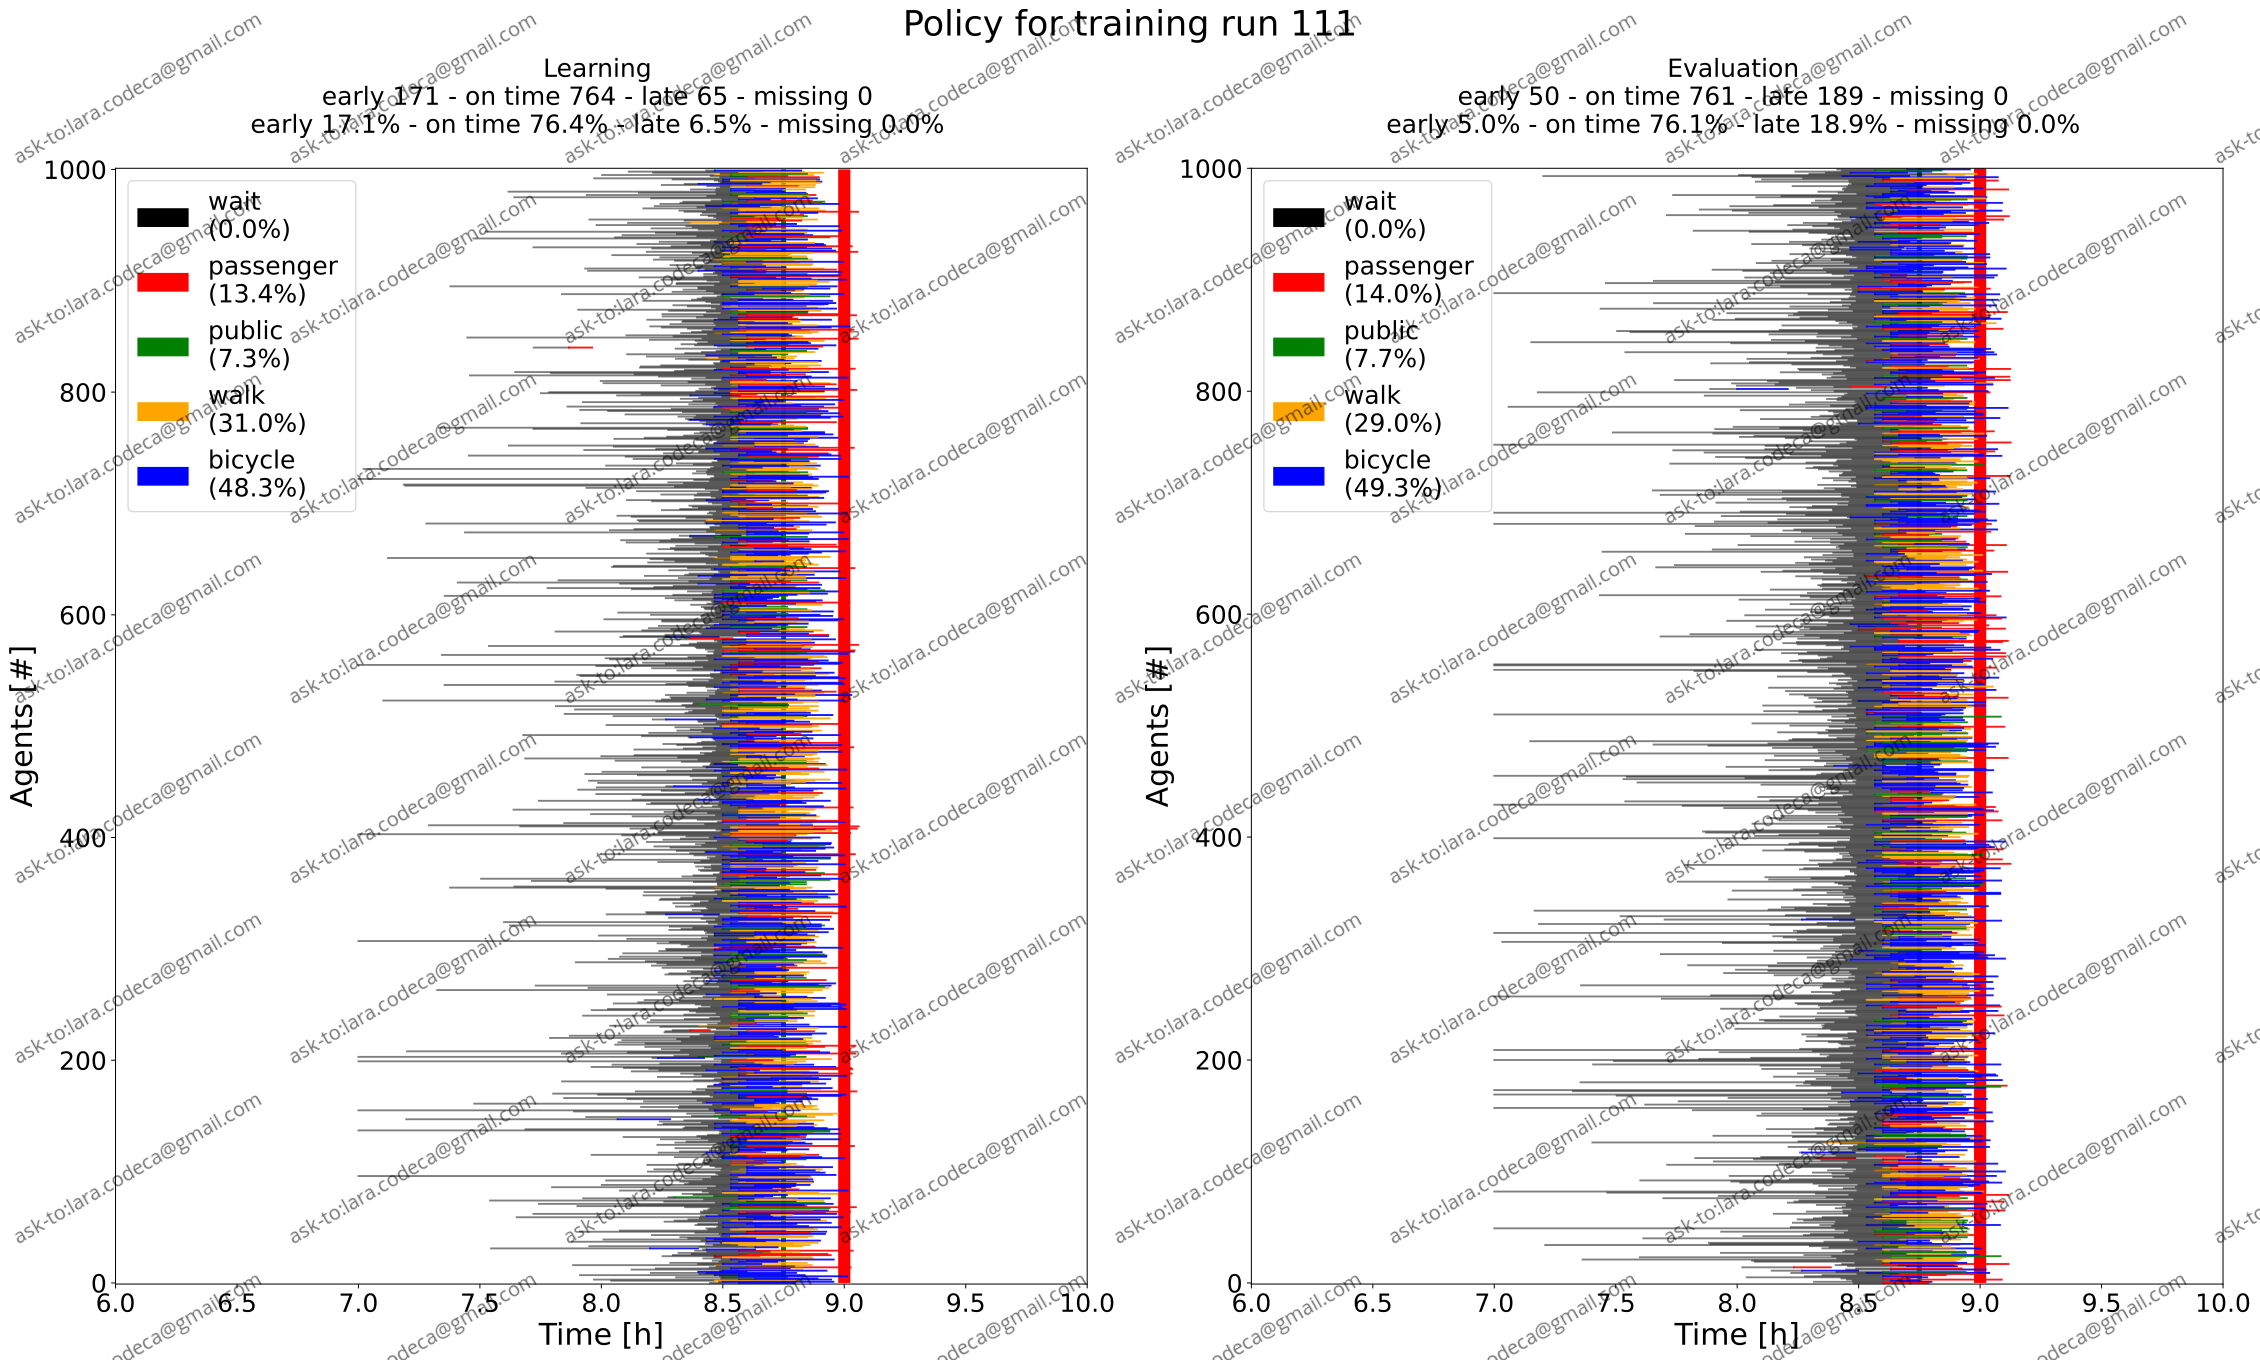 Policy for training run 111
Learning
early 171 - on time 764 - late 65 - missing 0
early 17.1% - on time 76.4% - late 6.5% - missing 0.0%
1000
800
600
400
200
0
Agents [#]
wait
(0.0%)
passenger
(13.4%)
public
(7.3%)
walk
(31.0%)
bicycle
(48.3%)
6.0 6.5 7.0 7.5 8.0 8.5 9.0 9.5 10.0
Time [h]
Evaluation
early 50 - on time 761 - late 189 - missing 0
early 5.0% - on time 76.1% - late 18.9% - missing 0.0%
1000
800
600
400
200
0
Agents [#]
wait
(0.0%)
passenger
(14.0%)
public
(7.7%)
walk
(29.0%)
bicycle
(49.3%)
6.0 6.5 7.0 7.5 8.0 8.5 9.0 9.5 10.0
Time [h]
ask-to:lara.codeca@gmail.com